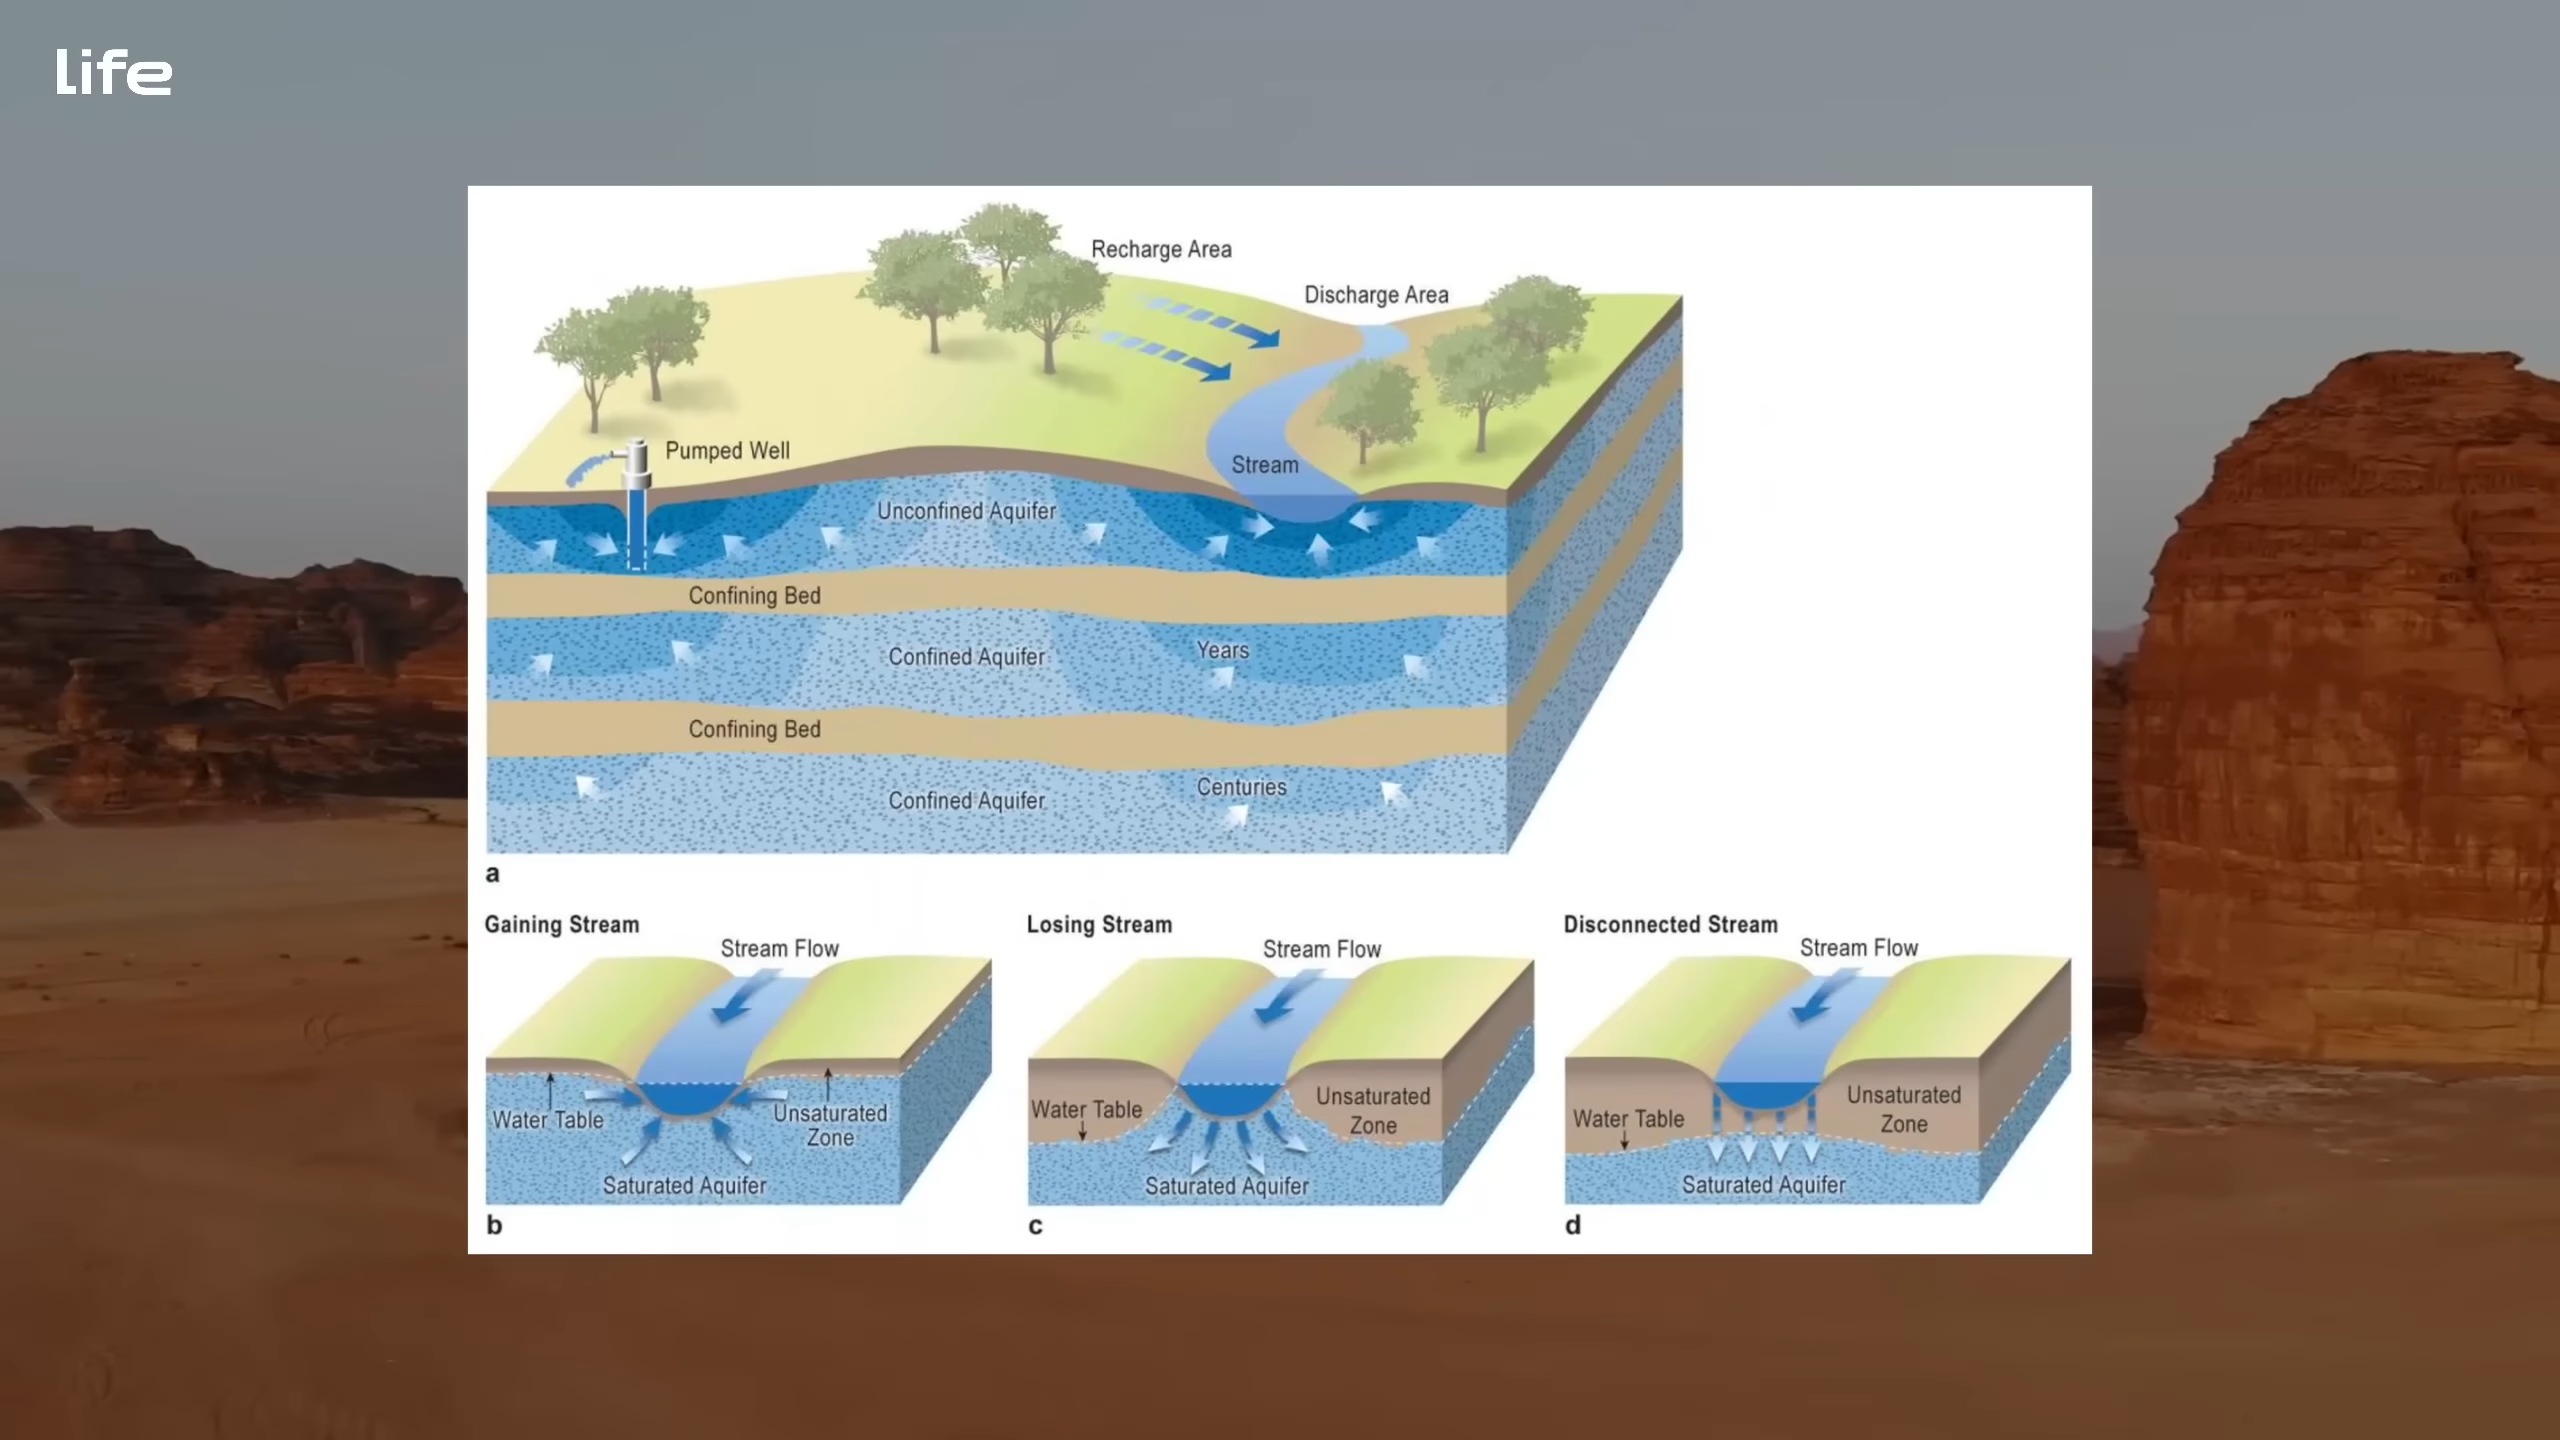 life
Recharge Area
Discharge Area
Pumped Well
Stream
Unconfined Aquifer
Confining Bed
Confined Aquifer
Years
Confining Bed
Centuries
Confined Aquifer
a
Gaining Stream
Stream Flow
Water Table
Unsaturated
Zone
Saturated Aquifer
b
Losing Stream
Stream Flow
Water Table
Unsaturated
Zone
Saturated Aquifer
c
Disconnected Stream
Stream Flow
Water Table
Unsaturated
Zone
Saturated Aquifer
d